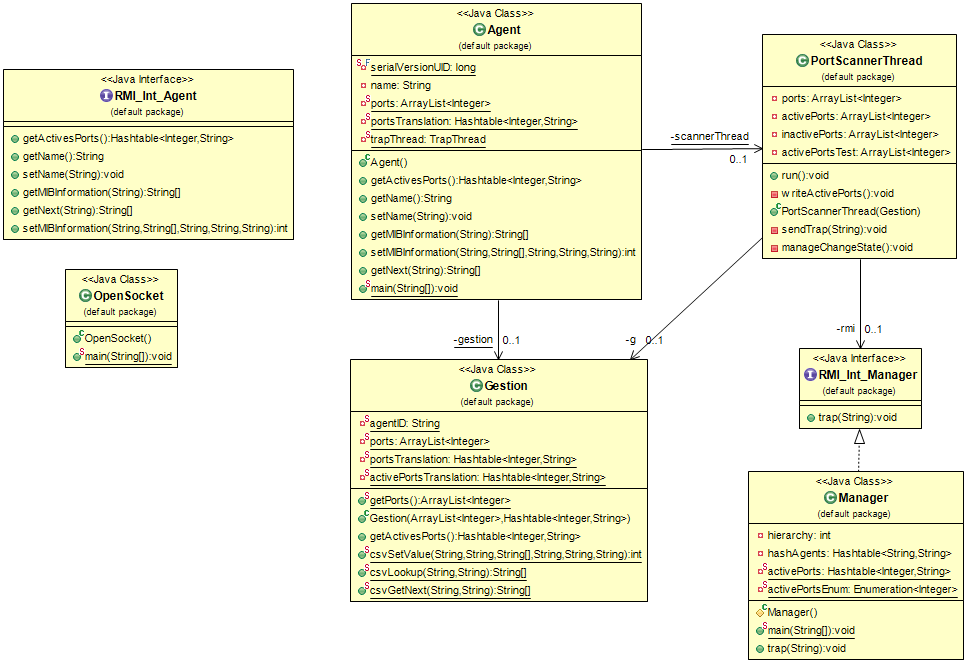 <<Java Interface>>
I RMI_Int_Agent
(default package)
getActivesPorts():Hashtable<Integer,String>
getName():String
setName(String):void
getMIBInformation(String):String[]
getNext(String):String[]
setMIBInformation(String,String[],String,String,String):int
<<Java Class>>
C OpenSocket
(default package)
C OpenSocket()
S main(String[]):void
<<Java Class>>
C Agent
(default package)
S F serialVersionUID: long
name: String
S ports: ArrayList<Integer>
S portsTranslation: Hashtable<Integer,String>
S trapThread: TrapThread
C Agent()
getActivesPorts():Hashtable<Integer,String>
getName():String
setName(String):void
getMIBInformation(String):String[]
setMIBInformation(String,String[],String,String,String):int
getNext(String):String[]
S main(String[]):void
-scannerThread
0..1
<<Java Class>>
C PortScannerThread
(default package)
ports: ArrayList<Integer>
activePorts: ArrayList<Integer>
inactivePorts: ArrayList<Integer>
activePortsTest: ArrayList<Integer>
run():void
writeActivePorts():void
C PortScannerThread(Gestion)
sendTrap(String):void
manageChangeState():void
-gestion 0..1
-g 0..1
-rmi 0..1
<<Java Class>>
C Gestion
(default package)
S agentID: String
S ports: ArrayList<Integer>
S portsTranslation: Hashtable<Integer,String>
S activePortsTranslation: Hashtable<Integer,String>
S getPorts():ArrayList<Integer>
C Gestion(ArrayList<Integer>,Hashtable<Integer,String>)
getActivesPorts():Hashtable<Integer,String>
S csvSetValue(String,String,String[],String,String,String):int
S csvLookup(String,String):String[]
S csvGetNext(String,String):String[]
<<Java Interface>>
I RMI_Int_Manager
(default package)
trap(String):void
<<Java Class>>
C Manager
(default package)
hierarchy: int
hashAgents: Hashtable<String,String>
S activePorts: Hashtable<Integer,String>
S activePortsEnum: Enumeration<Integer>
C Manager()
S main(String[]):void
trap(String):void